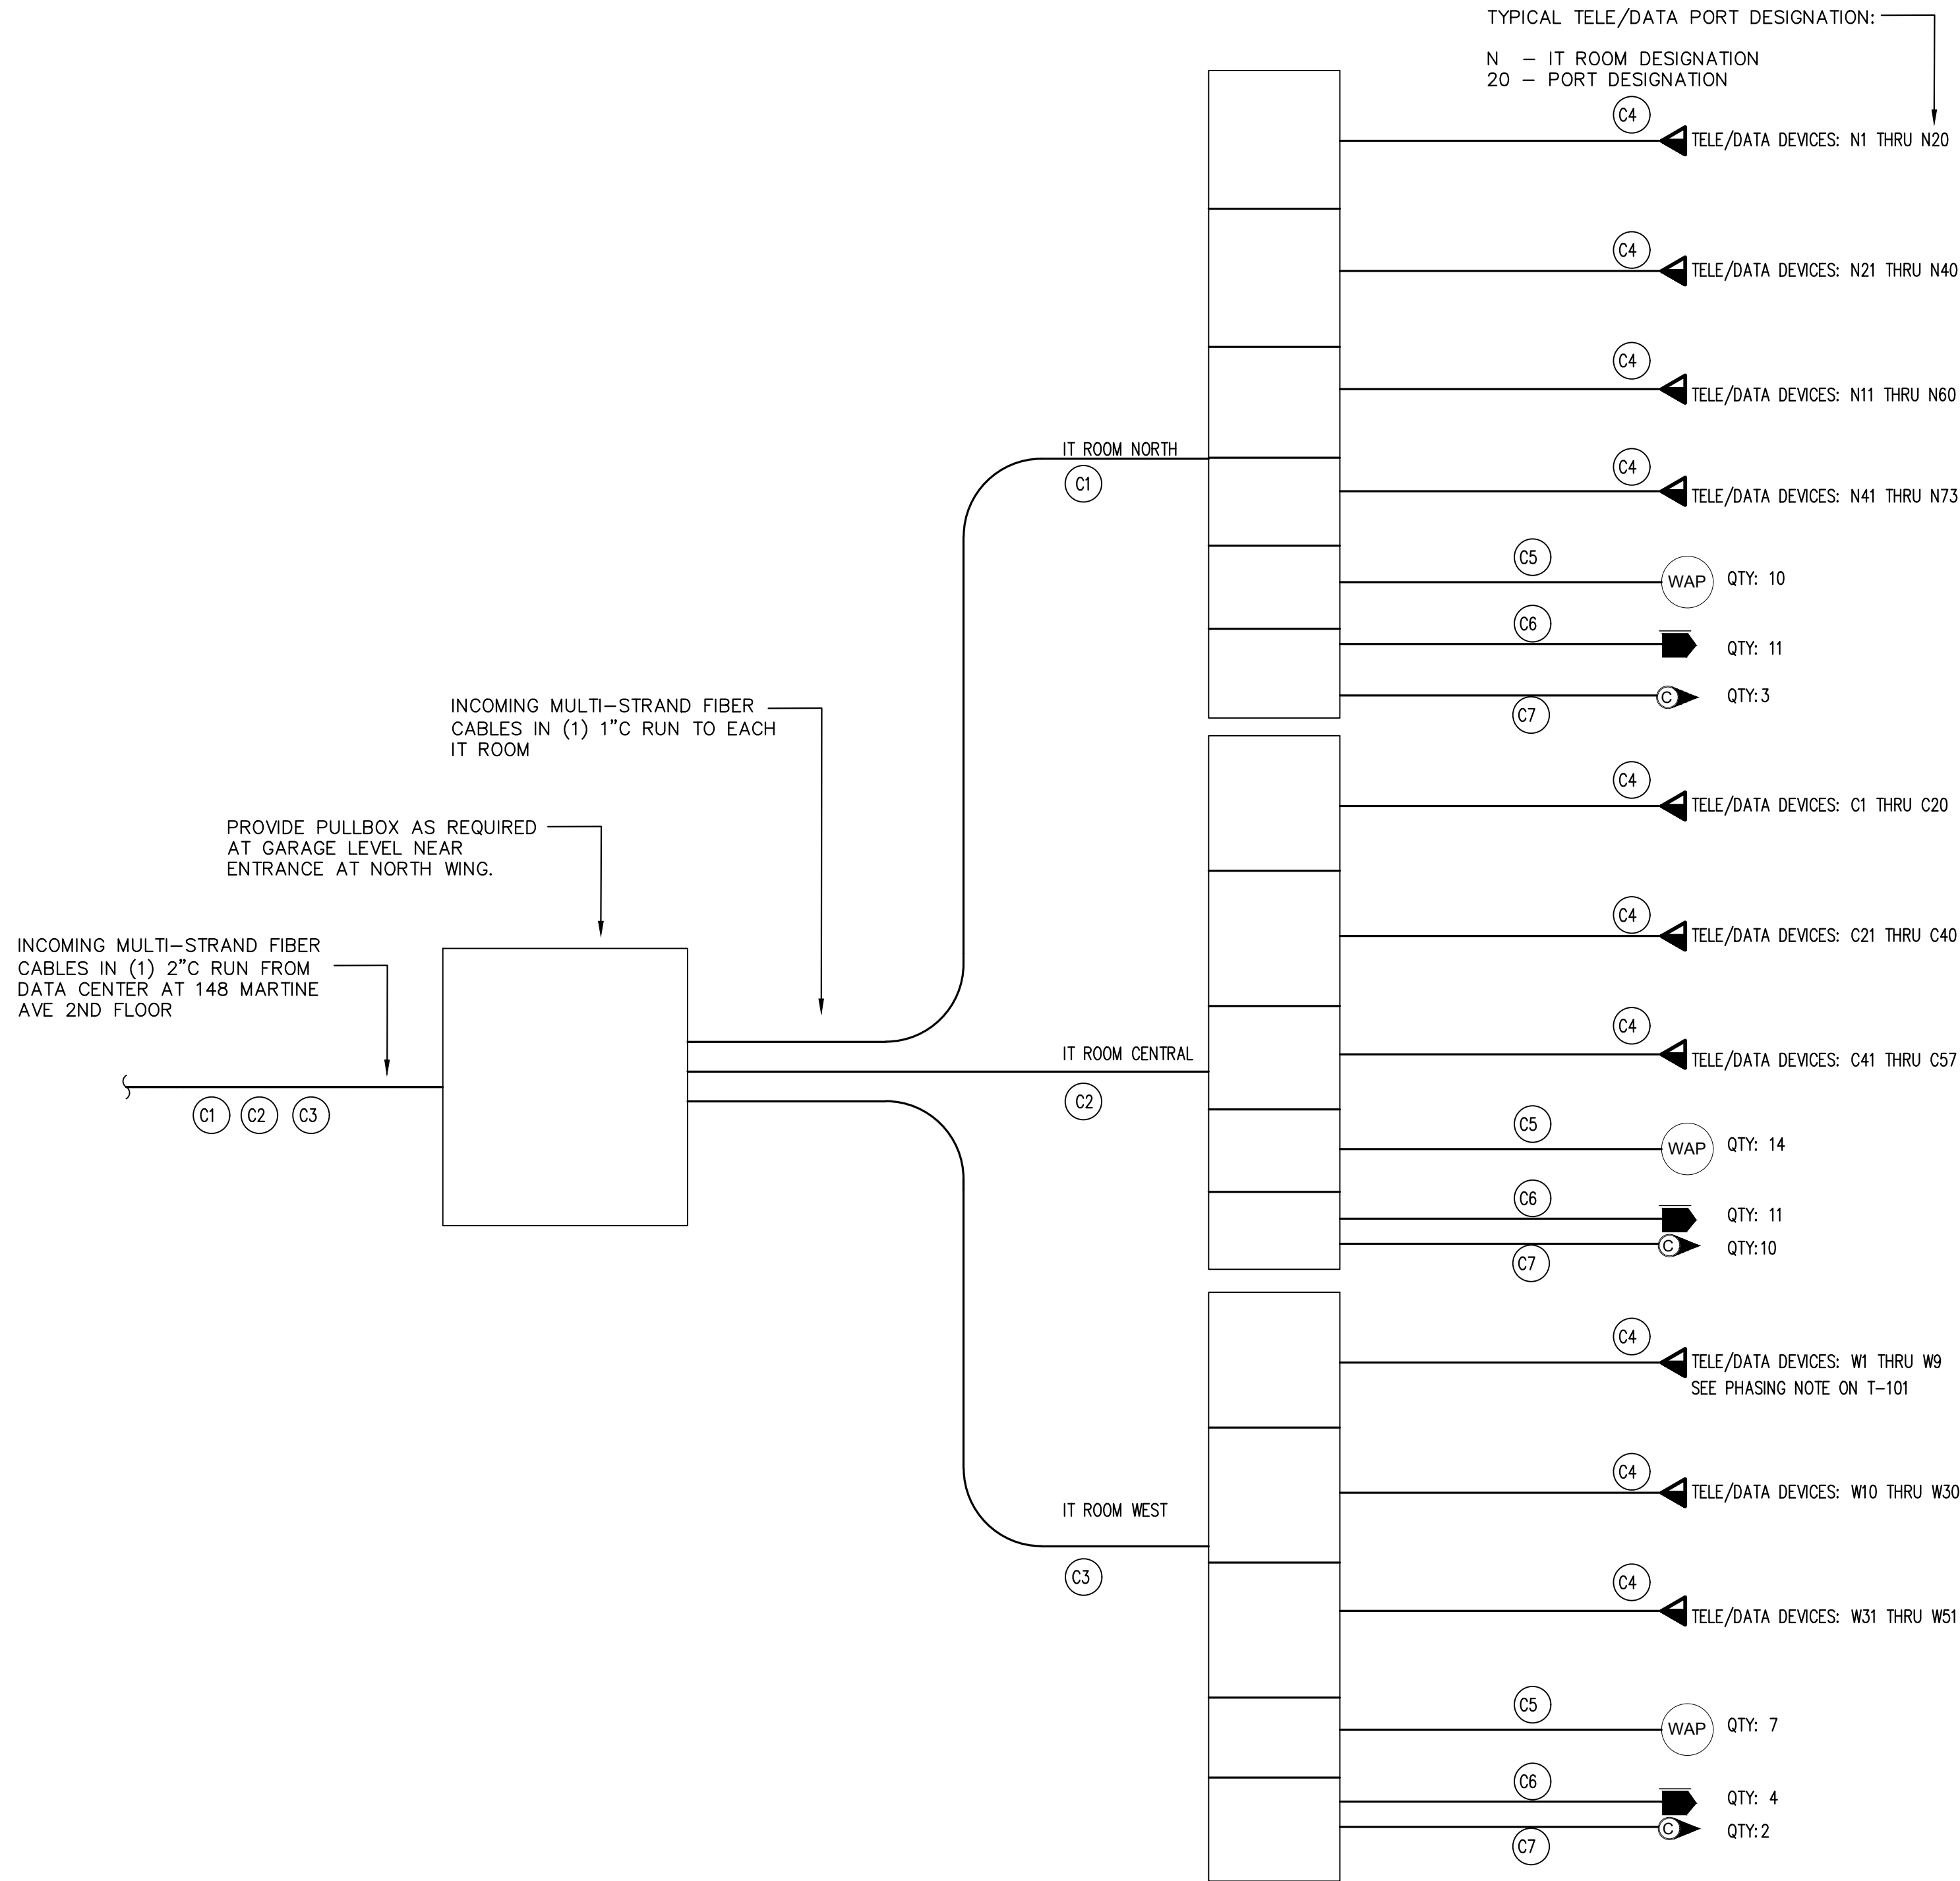 TYPICAL TELE/DATA PORT DESIGNATION:
N – IT ROOM DESIGNATION
20 – PORT DESIGNATION
C4
TELE/DATA DEVICES: N1 THRU N20
C4
TELE/DATA DEVICES: N21 THRU N40
C4
TELE/DATA DEVICES: N11 THRU N60
IT ROOM NORTH
C1
C4
TELE/DATA DEVICES: N41 THRU N73
C5
WAP QTY: 10
C6
QTY: 11
C QTY:3
C7
INCOMING MULTI–STRAND FIBER
CABLES IN (1) 1"C RUN TO EACH
IT ROOM
PROVIDE PULLBOX AS REQUIRED
AT GARAGE LEVEL NEAR
ENTRANCE AT NORTH WING.
INCOMING MULTI–STRAND FIBER
CABLES IN (1) 2"C RUN FROM
DATA CENTER AT 148 MARTINE
AVE 2ND FLOOR
C1 C2 C3
C4
TELE/DATA DEVICES: C1 THRU C20
C4
TELE/DATA DEVICES: C21 THRU C40
C4
TELE/DATA DEVICES: C41 THRU C57
IT ROOM CENTRAL
C2
C5
WAP QTY: 14
C6
QTY: 11
C QTY:10
C7
C4
TELE/DATA DEVICES: W1 THRU W9
SEE PHASING NOTE ON T–101
C4
TELE/DATA DEVICES: W10 THRU W30
IT ROOM WEST
C3
C4
TELE/DATA DEVICES: W31 THRU W51
C5
WAP QTY: 7
C6
QTY: 4
C QTY:2
C7